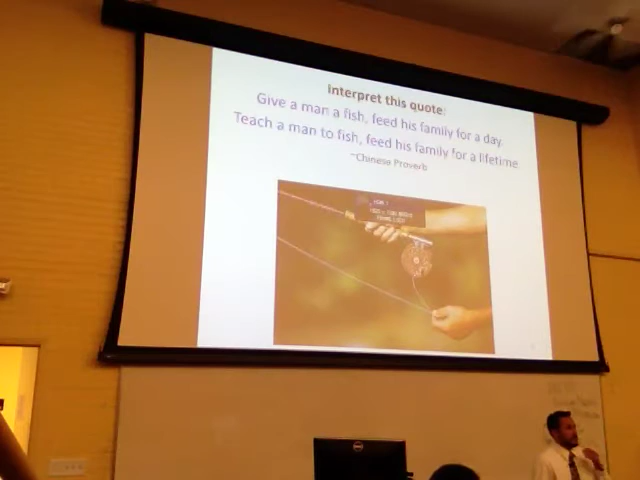 Interpret this quote:
Give a man a fish, feed his family for a day.
Teach a man to fish, feed his family for a lifetime
~Chinese Proverb
DELL